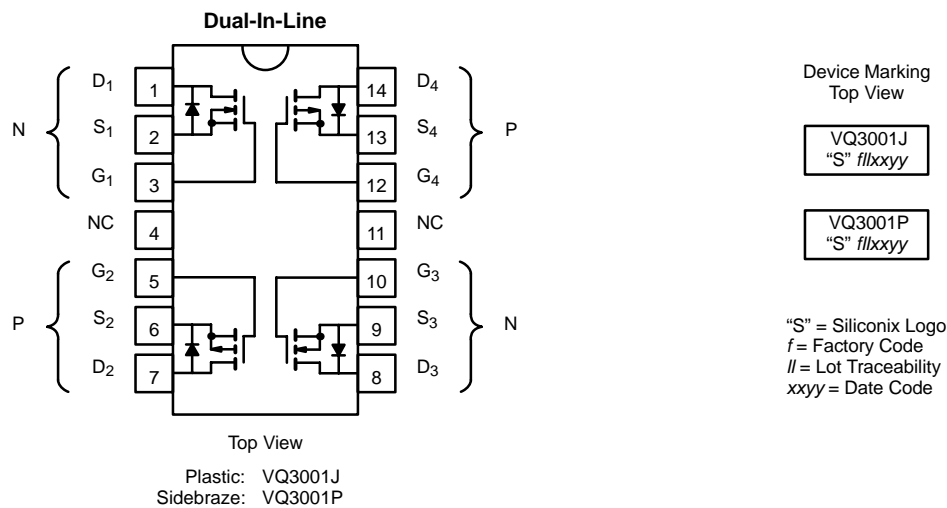 Dual-In-Line
N
D1 1 14 D4
S1 2 13 S4
P
G1 3 12 G4
NC 4 11 NC
G2 5 10 G3
P
S2 6 9 S3
N
D2 7 8 D3
Top View
Plastic: VQ3001J
Sidebraze: VQ3001P
Device Marking
Top View
VQ3001J
“S” fllxxyy
VQ3001P
“S” fllxxyy
“S” = Siliconix Logo
f = Factory Code
ll = Lot Traceability
xxyy = Date Code